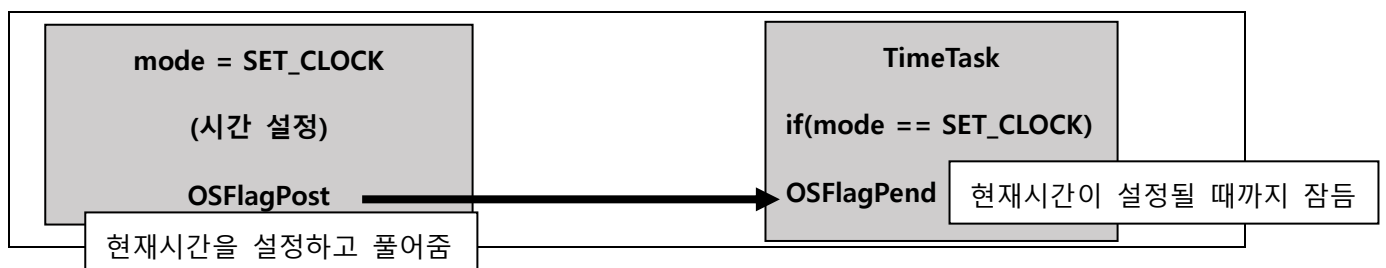 mode = SET_CLOCK
(시간 설정)
OSFlagPost
현재시간을 설정하고 풀어줌
TimeTask
if(mode == SET_CLOCK)
OSFlagPend
현재시간이 설정될 때까지 잠듬